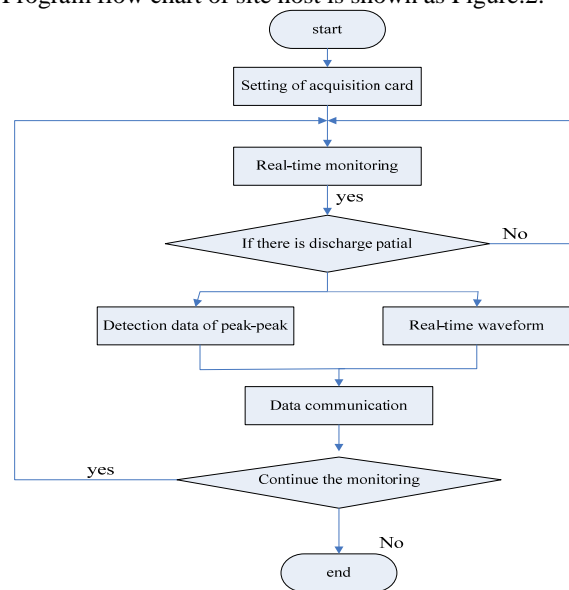 Program flow chart of site host is shown as Figure.2.
start
Setting of acquisition card
Real-time monitoring
yes
If there is discharge patial
No
Detection data of peak-peak
Real-time waveform
Data communication
yes
Continue the monitoring
No
end